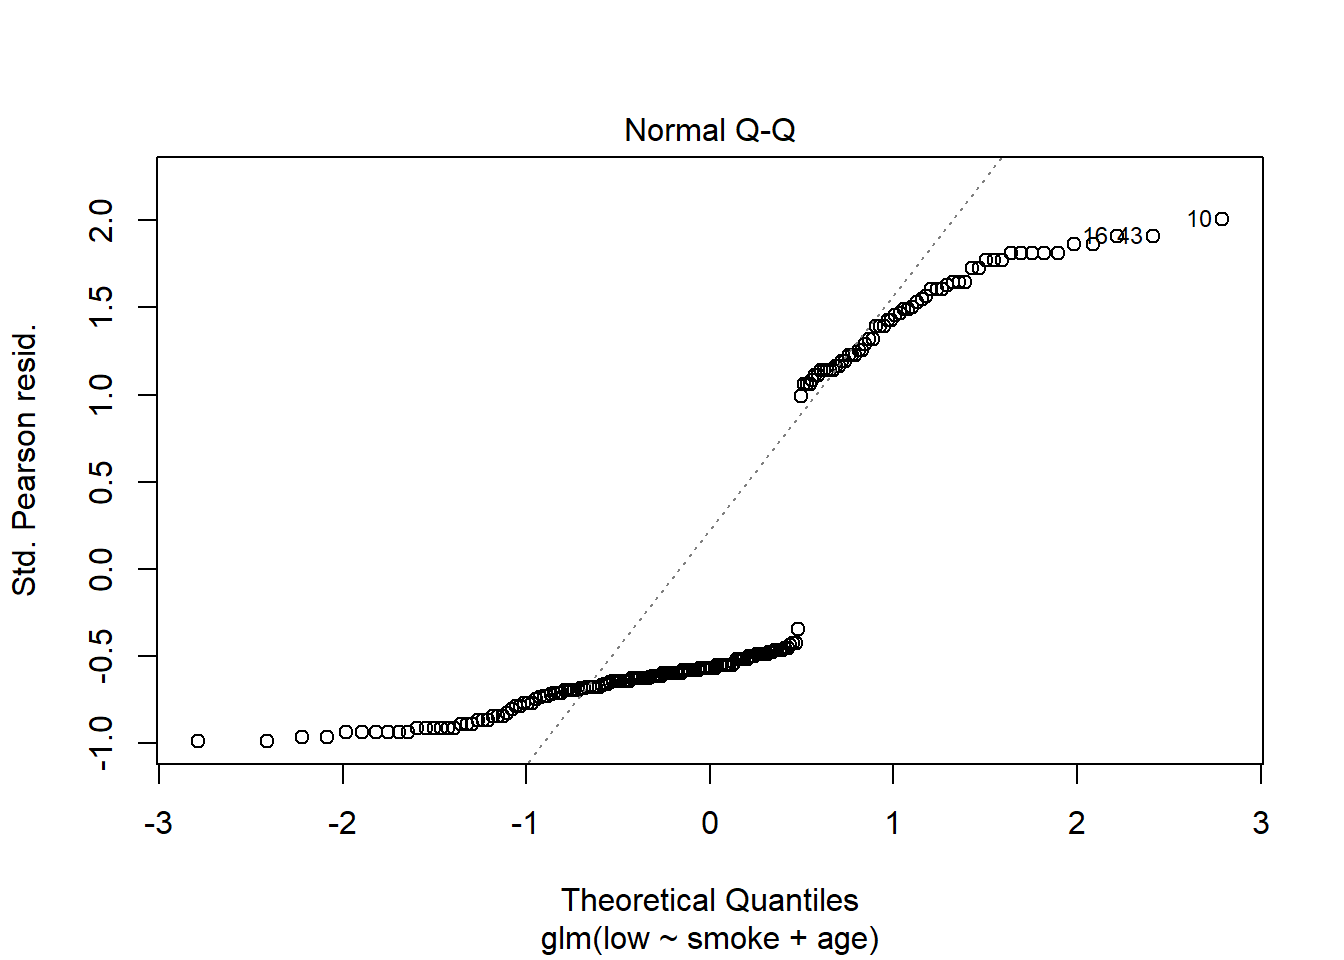 Normal Q-Q
Std. Pearson resid.
2.0
1.5
1.0
0.5
0.0
-0.5
-1.0
10
16
43
-3 -2 -1 0 1 2 3
Theoretical Quantiles
glm(low ~ smoke + age)